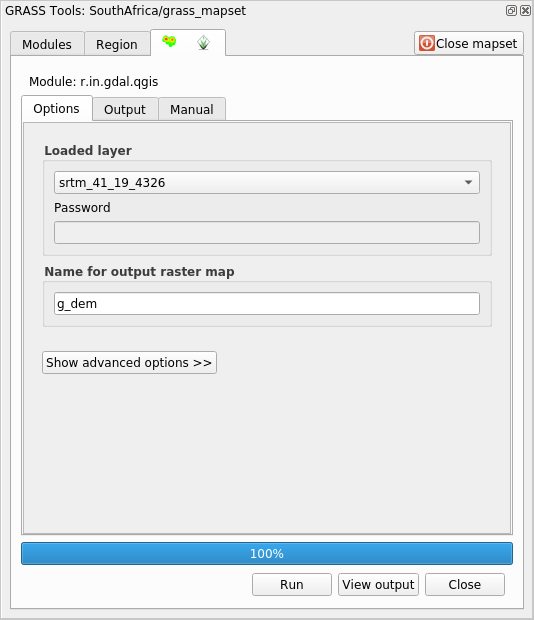 GRASS Tools: SouthAfrica/grass_mapset
Modules Region Close mapset
Module: r.in.gdal.qgis
Options Output Manual
Loaded layer
srtm_41_19_4326
Password
Name for output raster map
g_dem
Show advanced options >>
100%
Run View output Close